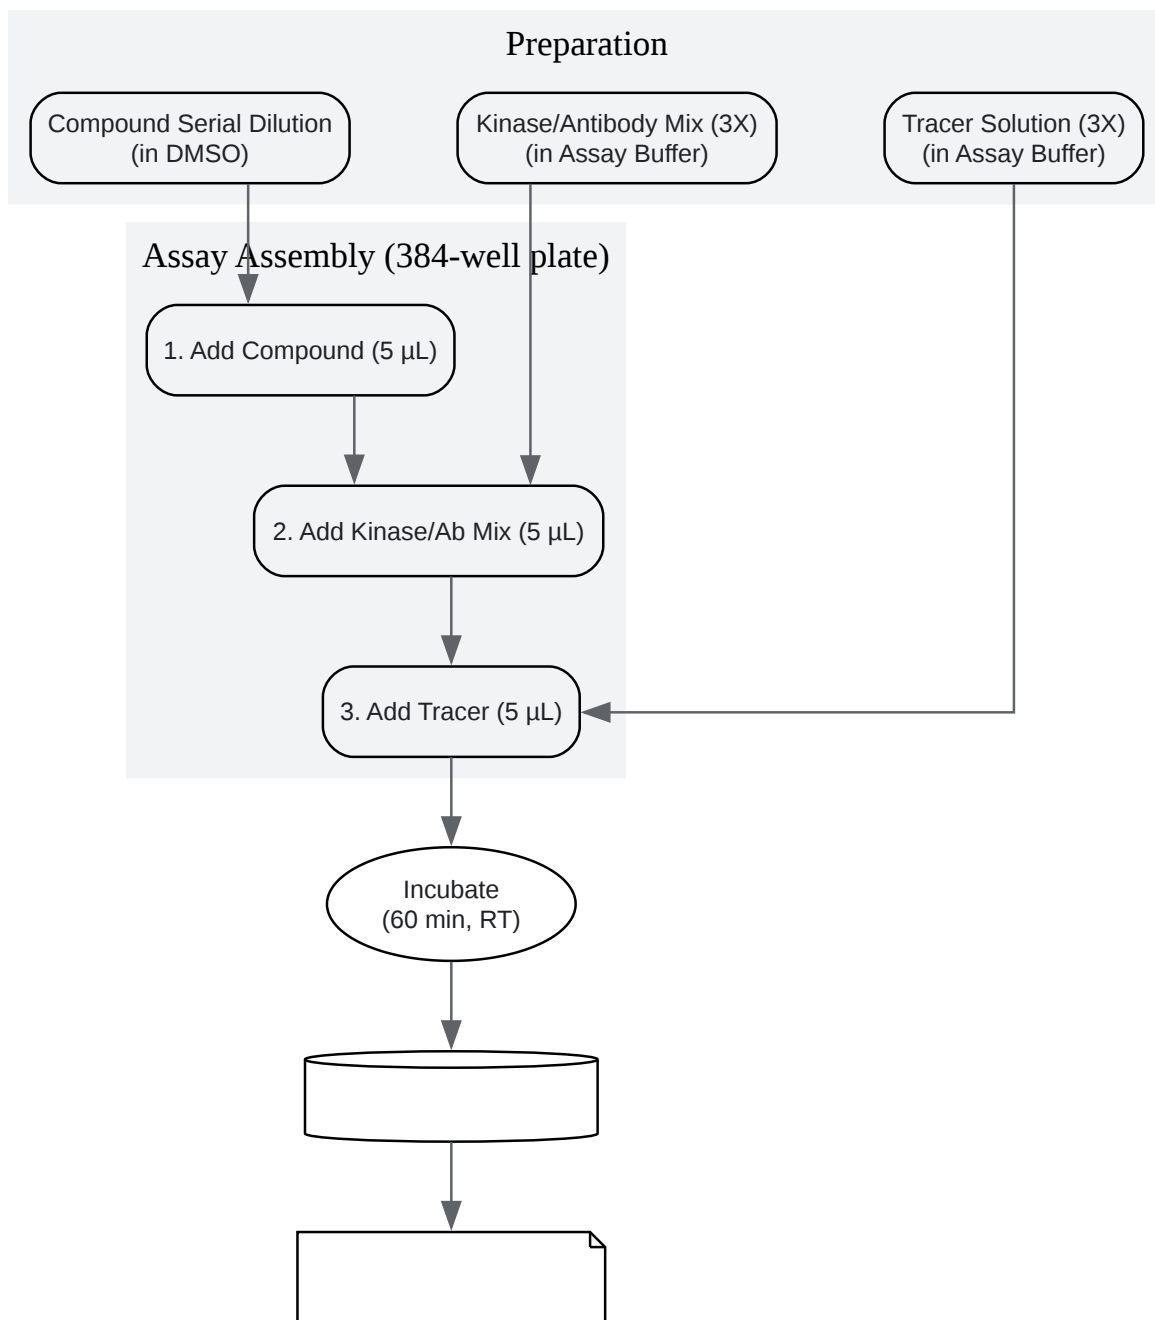 Preparation
Compound Serial Dilution
(in DMSO)
Kinase/Antibody Mix (3X)
(in Assay Buffer)
Tracer Solution (3X)
(in Assay Buffer)
Assay Assembly (384-well plate)
1. Add Compound (5 µL)
2. Add Kinase/Ab Mix (5 µL)
3. Add Tracer (5 µL)
Incubate
(60 min, RT)